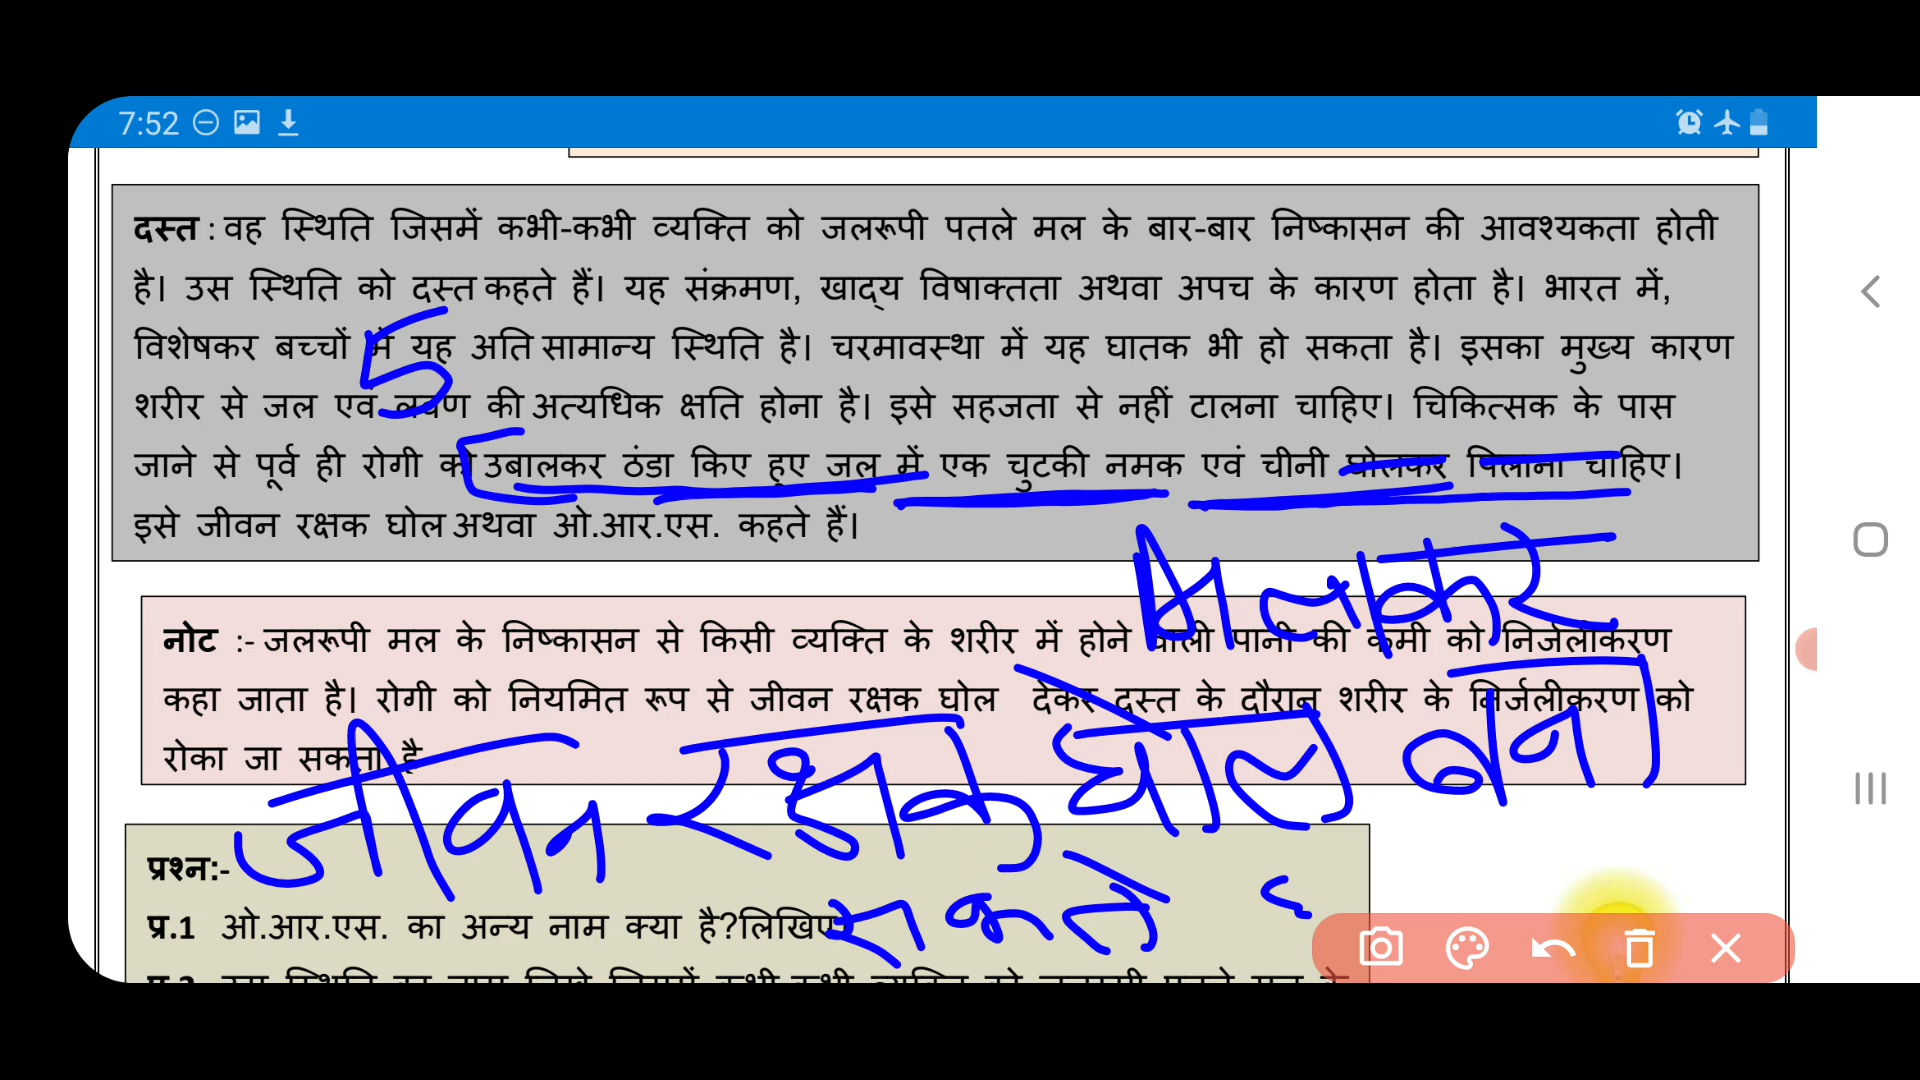 7:52
दस्त : वह स्थिति जिसमें कभी-कभी व्यक्ति को जलरूपी पतले मल के बार-बार निष्कासन की आवश्यकता होती
है। उस स्थिति को दस्त कहते हैं। यह संक्रमण, खाद्य विषाक्तता अथवा अपच के कारण होता है। भारत में,
विशेषकर बच्चों में यह अति सामान्य स्थिति है। चरमावस्था में यह घातक भी हो सकता है। इसका मुख्य कारण
5
शरीर से जल एवं लवण की अत्यधिक क्षति होना है। इसे सहजता से नहीं टालना चाहिए। चिकित्सक के पास
जाने से पूर्व ही रोगी को उबालकर ठंडा किए हुए जल में एक चुटकी नमक एवं चीनी घोलकर पिलाना चाहिए।
इसे जीवन रक्षक घोल अथवा ओ.आर.एस. कहते हैं।
नोट :- जलरूपी मल के निष्कासन से किसी व्यक्ति के शरीर में होने वाली पानी की कमी को निर्जलीकरण
कहा जाता है। रोगी को नियमित रूप से जीवन रक्षक घोल देकर दस्त के दौरान शरीर के निर्जलीकरण को
रोका जा सकता है
जीवन रक्षक घोल बना
सकते
प्रश्न:-
प्र.1 ओ.आर.एस. का अन्य नाम क्या है?लिखिए